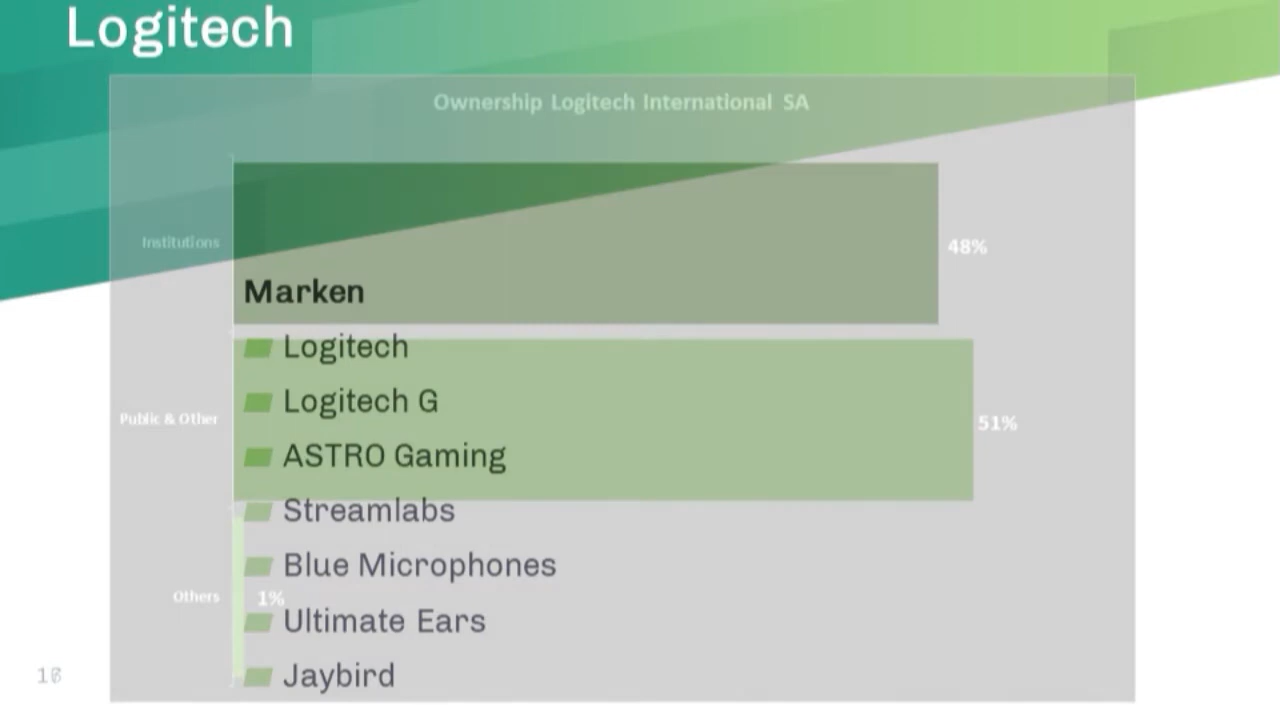 Logitech
Ownership Logitech International SA
Institutions
48%
Marken
Logitech
Logitech G
Public & Other
51%
ASTRO Gaming
Streamlabs
Blue Microphones
Others
1%
Ultimate Ears
Jaybird